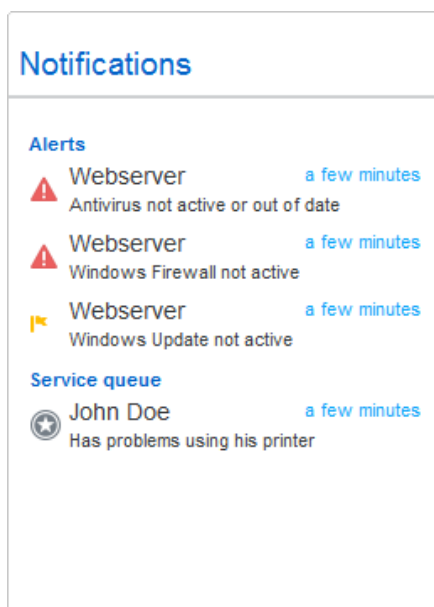 Notifications
Alerts
Webserver a few minutes
Antivirus not active or out of date
Webserver a few minutes
Windows Firewall not active
Webserver a few minutes
Windows Update not active
Service queue
John Doe a few minutes
Has problems using his printer